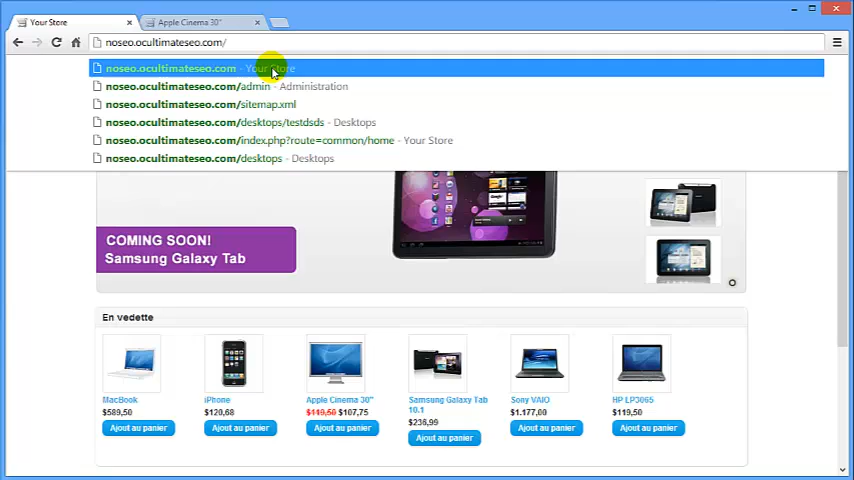 Your Store
Apple Cinema 30"
noseo.ocultimateseo.com/
noseo.ocultimateseo.com - Your Store
noseo.ocultimateseo.com/admin - Administration
noseo.ocultimateseo.com/sitemap.xml
noseo.ocultimateseo.com/desktops/testdsds - Desktops
noseo.ocultimateseo.com/index.php?route=common/home - Your Store
noseo.ocultimateseo.com/desktops - Desktops
COMING SOON!
Samsung Galaxy Tab
En vedette
MacBook
$589,50
Ajout au panier
iPhone
$120,68
Ajout au panier
Apple Cinema 30"
$119,50 $107,75
Ajout au panier
Samsung Galaxy Tab
10.1
$236,99
Ajout au panier
Sony VAIO
$1.177,00
Ajout au panier
HP LP3065
$119,50
Ajout au panier